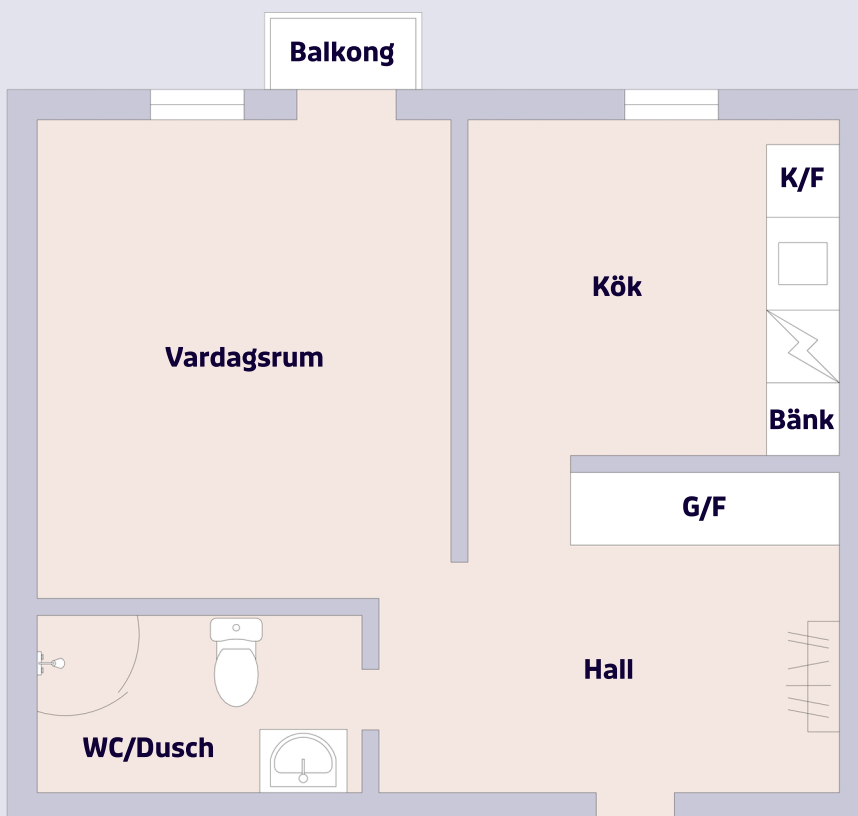 Balkong
K/F
Kök
Vardagsrum
Bänk
G/F
Hall
WC/Dusch